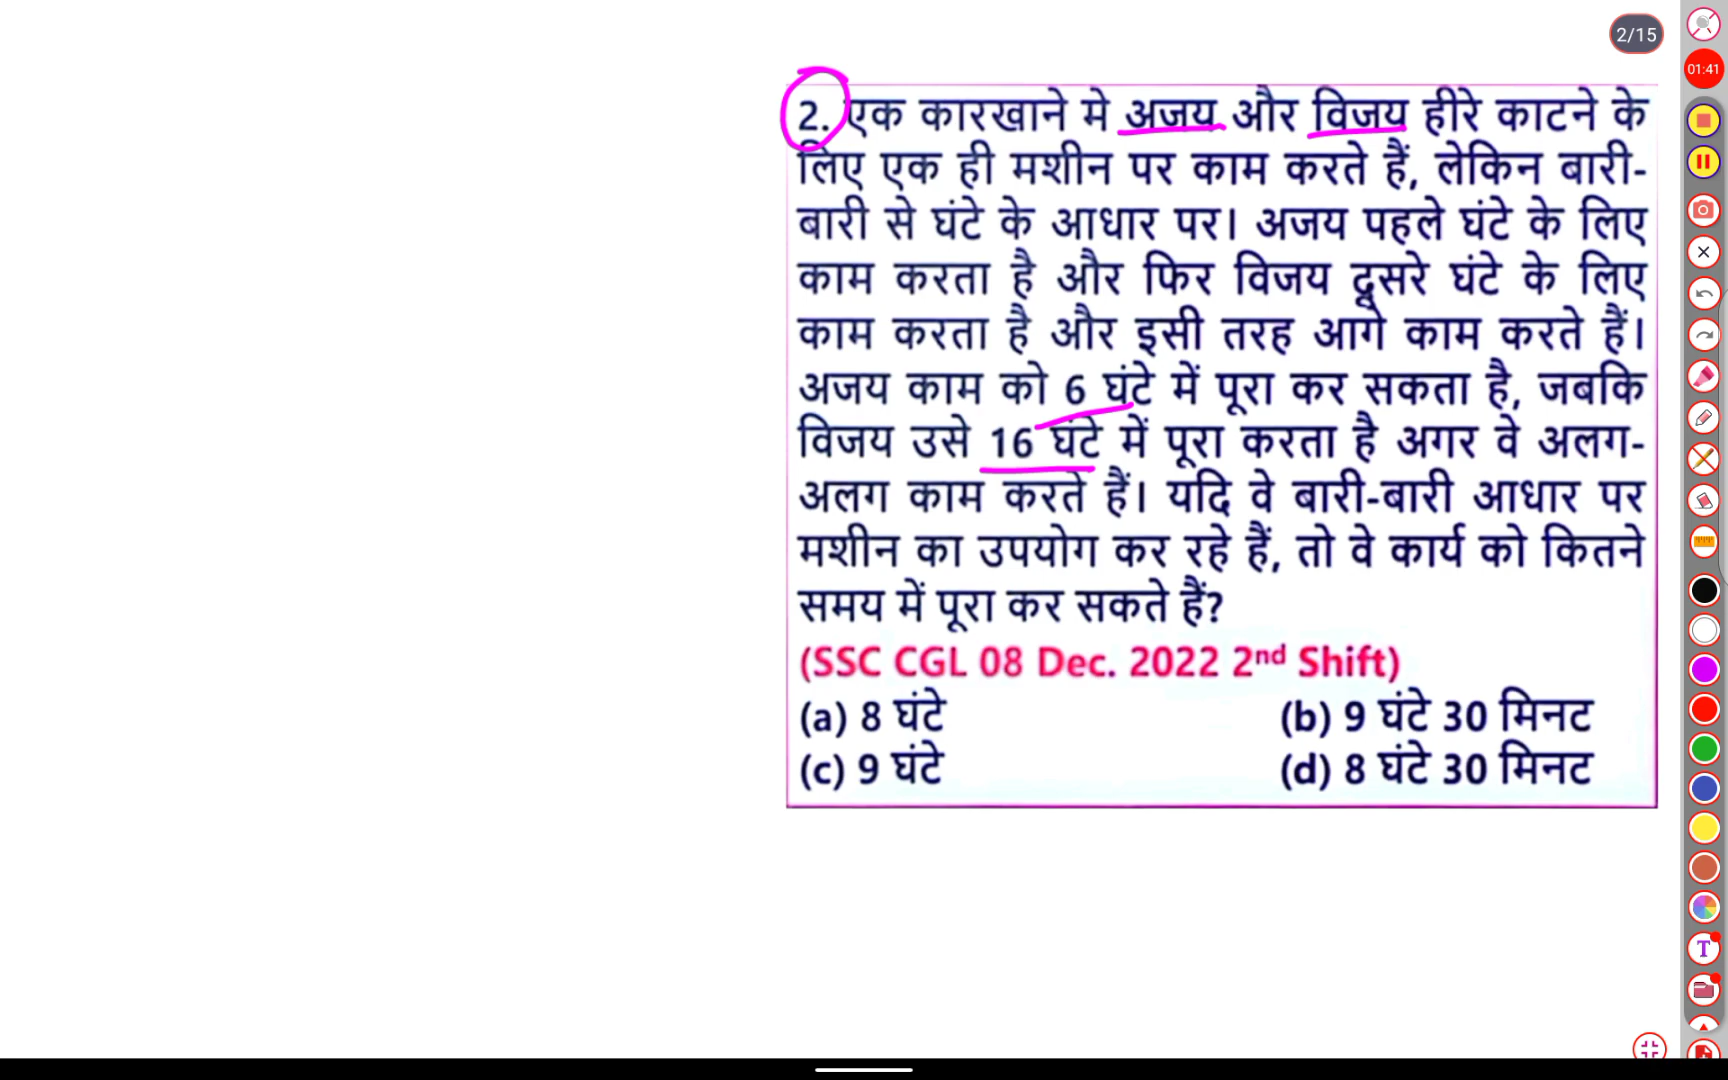 2/15
01:41
2. एक कारखाने मे अजय और विजय हीरे काटने के
लिए एक ही मशीन पर काम करते हैं, लेकिन बारी-
बारी से घंटे के आधार पर। अजय पहले घंटे के लिए
काम करता है और फिर विजय दूसरे घंटे के लिए
काम करता है और इसी तरह आगे काम करते हैं।
अजय काम को 6 घंटे में पूरा कर सकता है, जबकि
विजय उसे 16 घंटे में पूरा करता है अगर वे अलग-
अलग काम करते हैं। यदि वे बारी-बारी आधार पर
मशीन का उपयोग कर रहे हैं, तो वे कार्य को कितने
समय में पूरा कर सकते हैं?
(SSC CGL 08 Dec. 2022 2nd Shift)
(a) 8 घंटे (b) 9 घंटे 30 मिनट
(c) 9 घंटे (d) 8 घंटे 30 मिनट
T